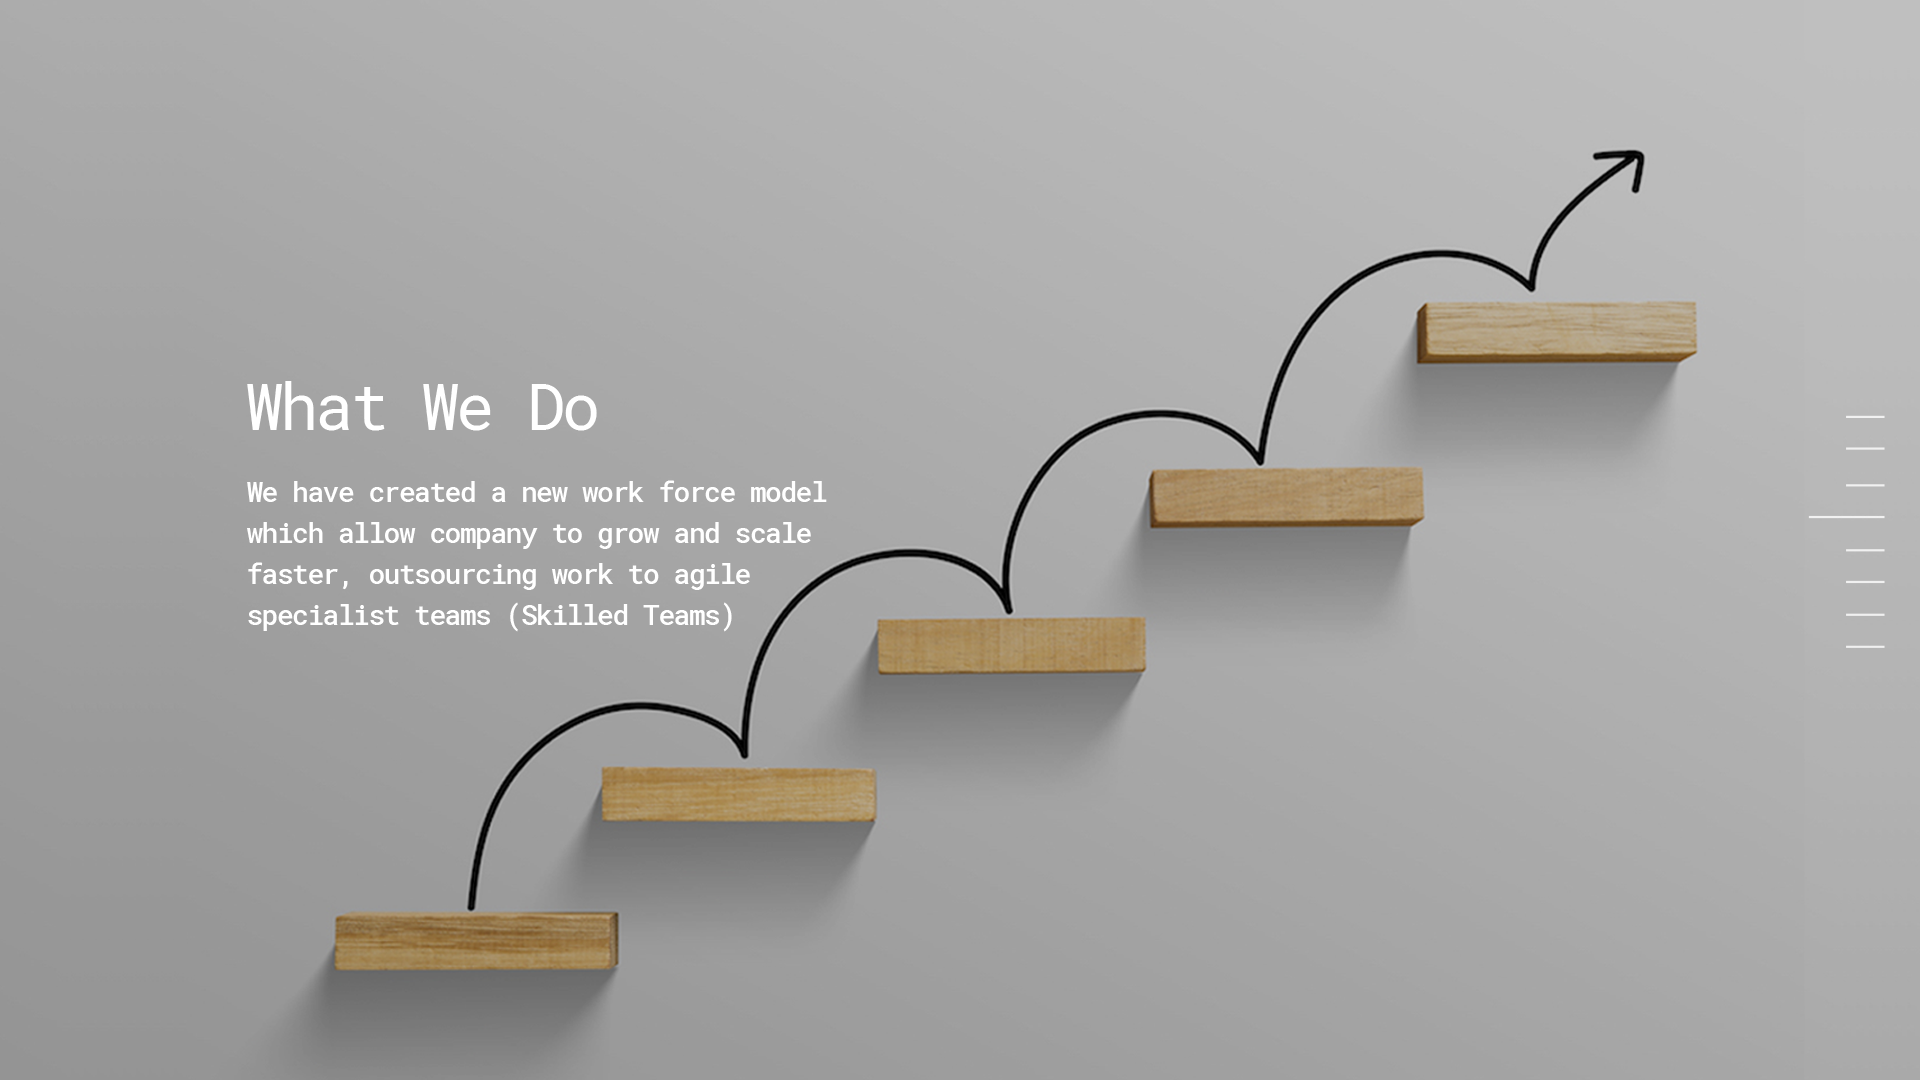 What We Do
We have created a new work force model
which allow company to grow and scale
faster, outsourcing work to agile
specialist teams (Skilled Teams)